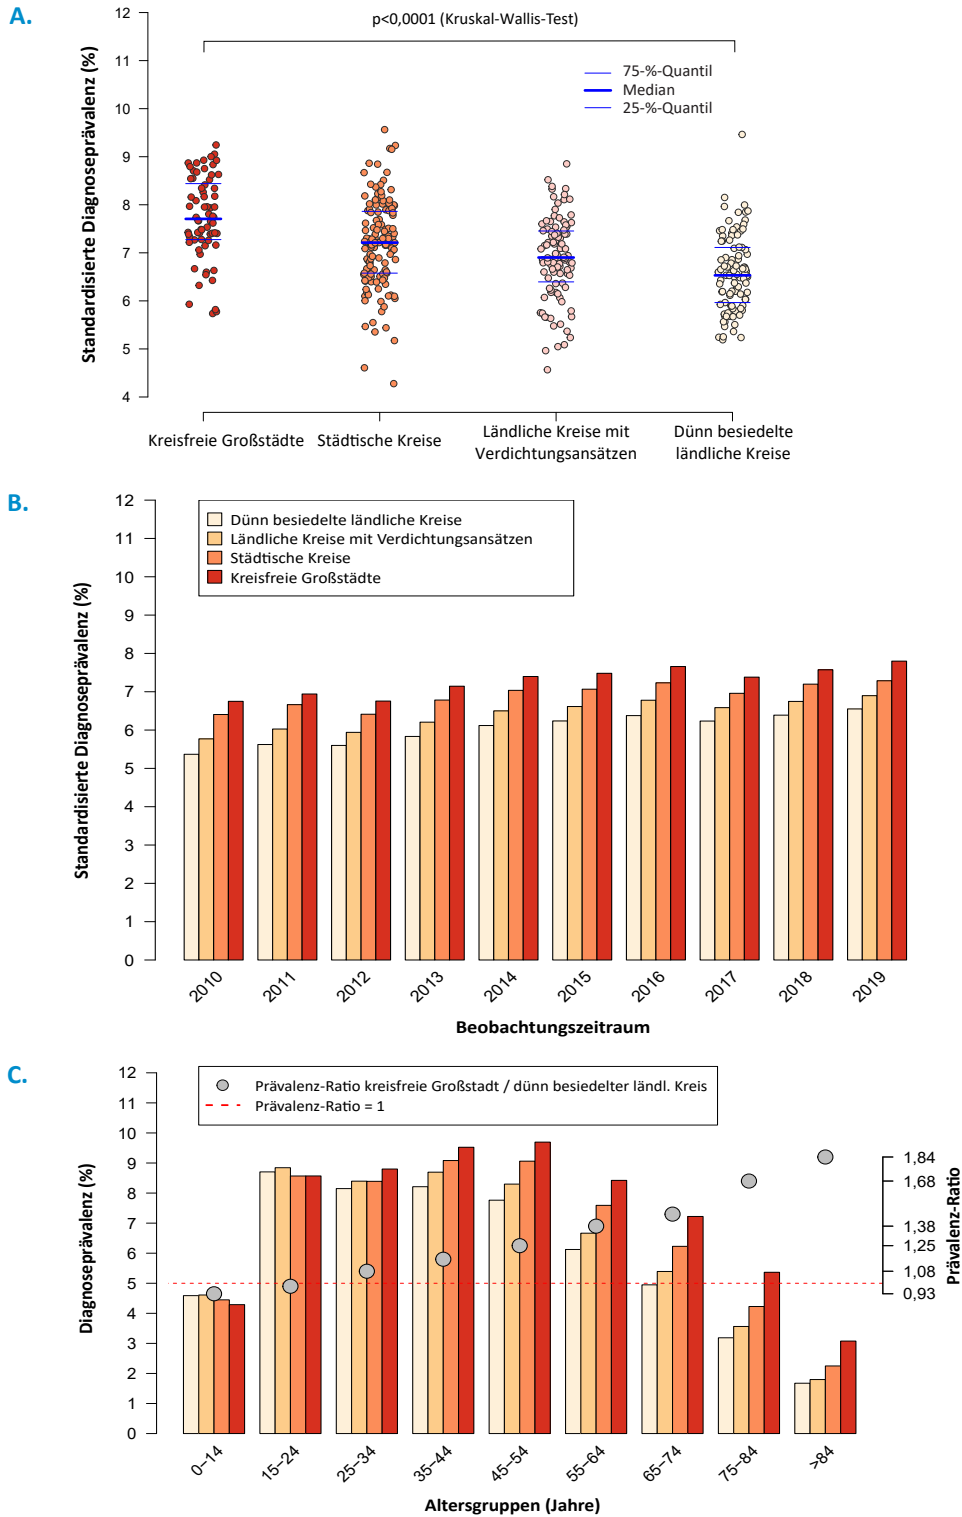 A.
p<0,0001 (Kruskal-Wallis-Test)
Standardisierte Diagnoseprävalenz (%)
12
11
10
9
8
7
6
5
4
75-%-Quantil
Median
25-%-Quantil
Kreisfreie Großstädte
Städtische Kreise
Ländliche Kreise mit
Verdichtungsansätzen
Dünn besiedelte
ländliche Kreise
B.
Standardisierte Diagnoseprävalenz (%)
12
11
10
9
8
7
6
5
4
3
2
1
0
Dünn besiedelte ländliche Kreise
Ländliche Kreise mit Verdichtungsansätzen
Städtische Kreise
Kreisfreie Großstädte
2010
2011
2012
2013
2014
2015
2016
2017
2018
2019
Beobachtungszeitraum
C.
Diagnoseprävalenz (%)
12
11
10
9
8
7
6
5
4
3
2
1
0
Prävalenz-Ratio kreisfreie Großstadt / dünn besiedelter ländl. Kreis
Prävalenz-Ratio = 1
1,84
1,68
1,38
1,25
1,08
0,93
Prävalenz-Ratio
0–14
15–24
25–34
35–44
45–54
55–64
65–74
75–84
>84
Altersgruppen (Jahre)